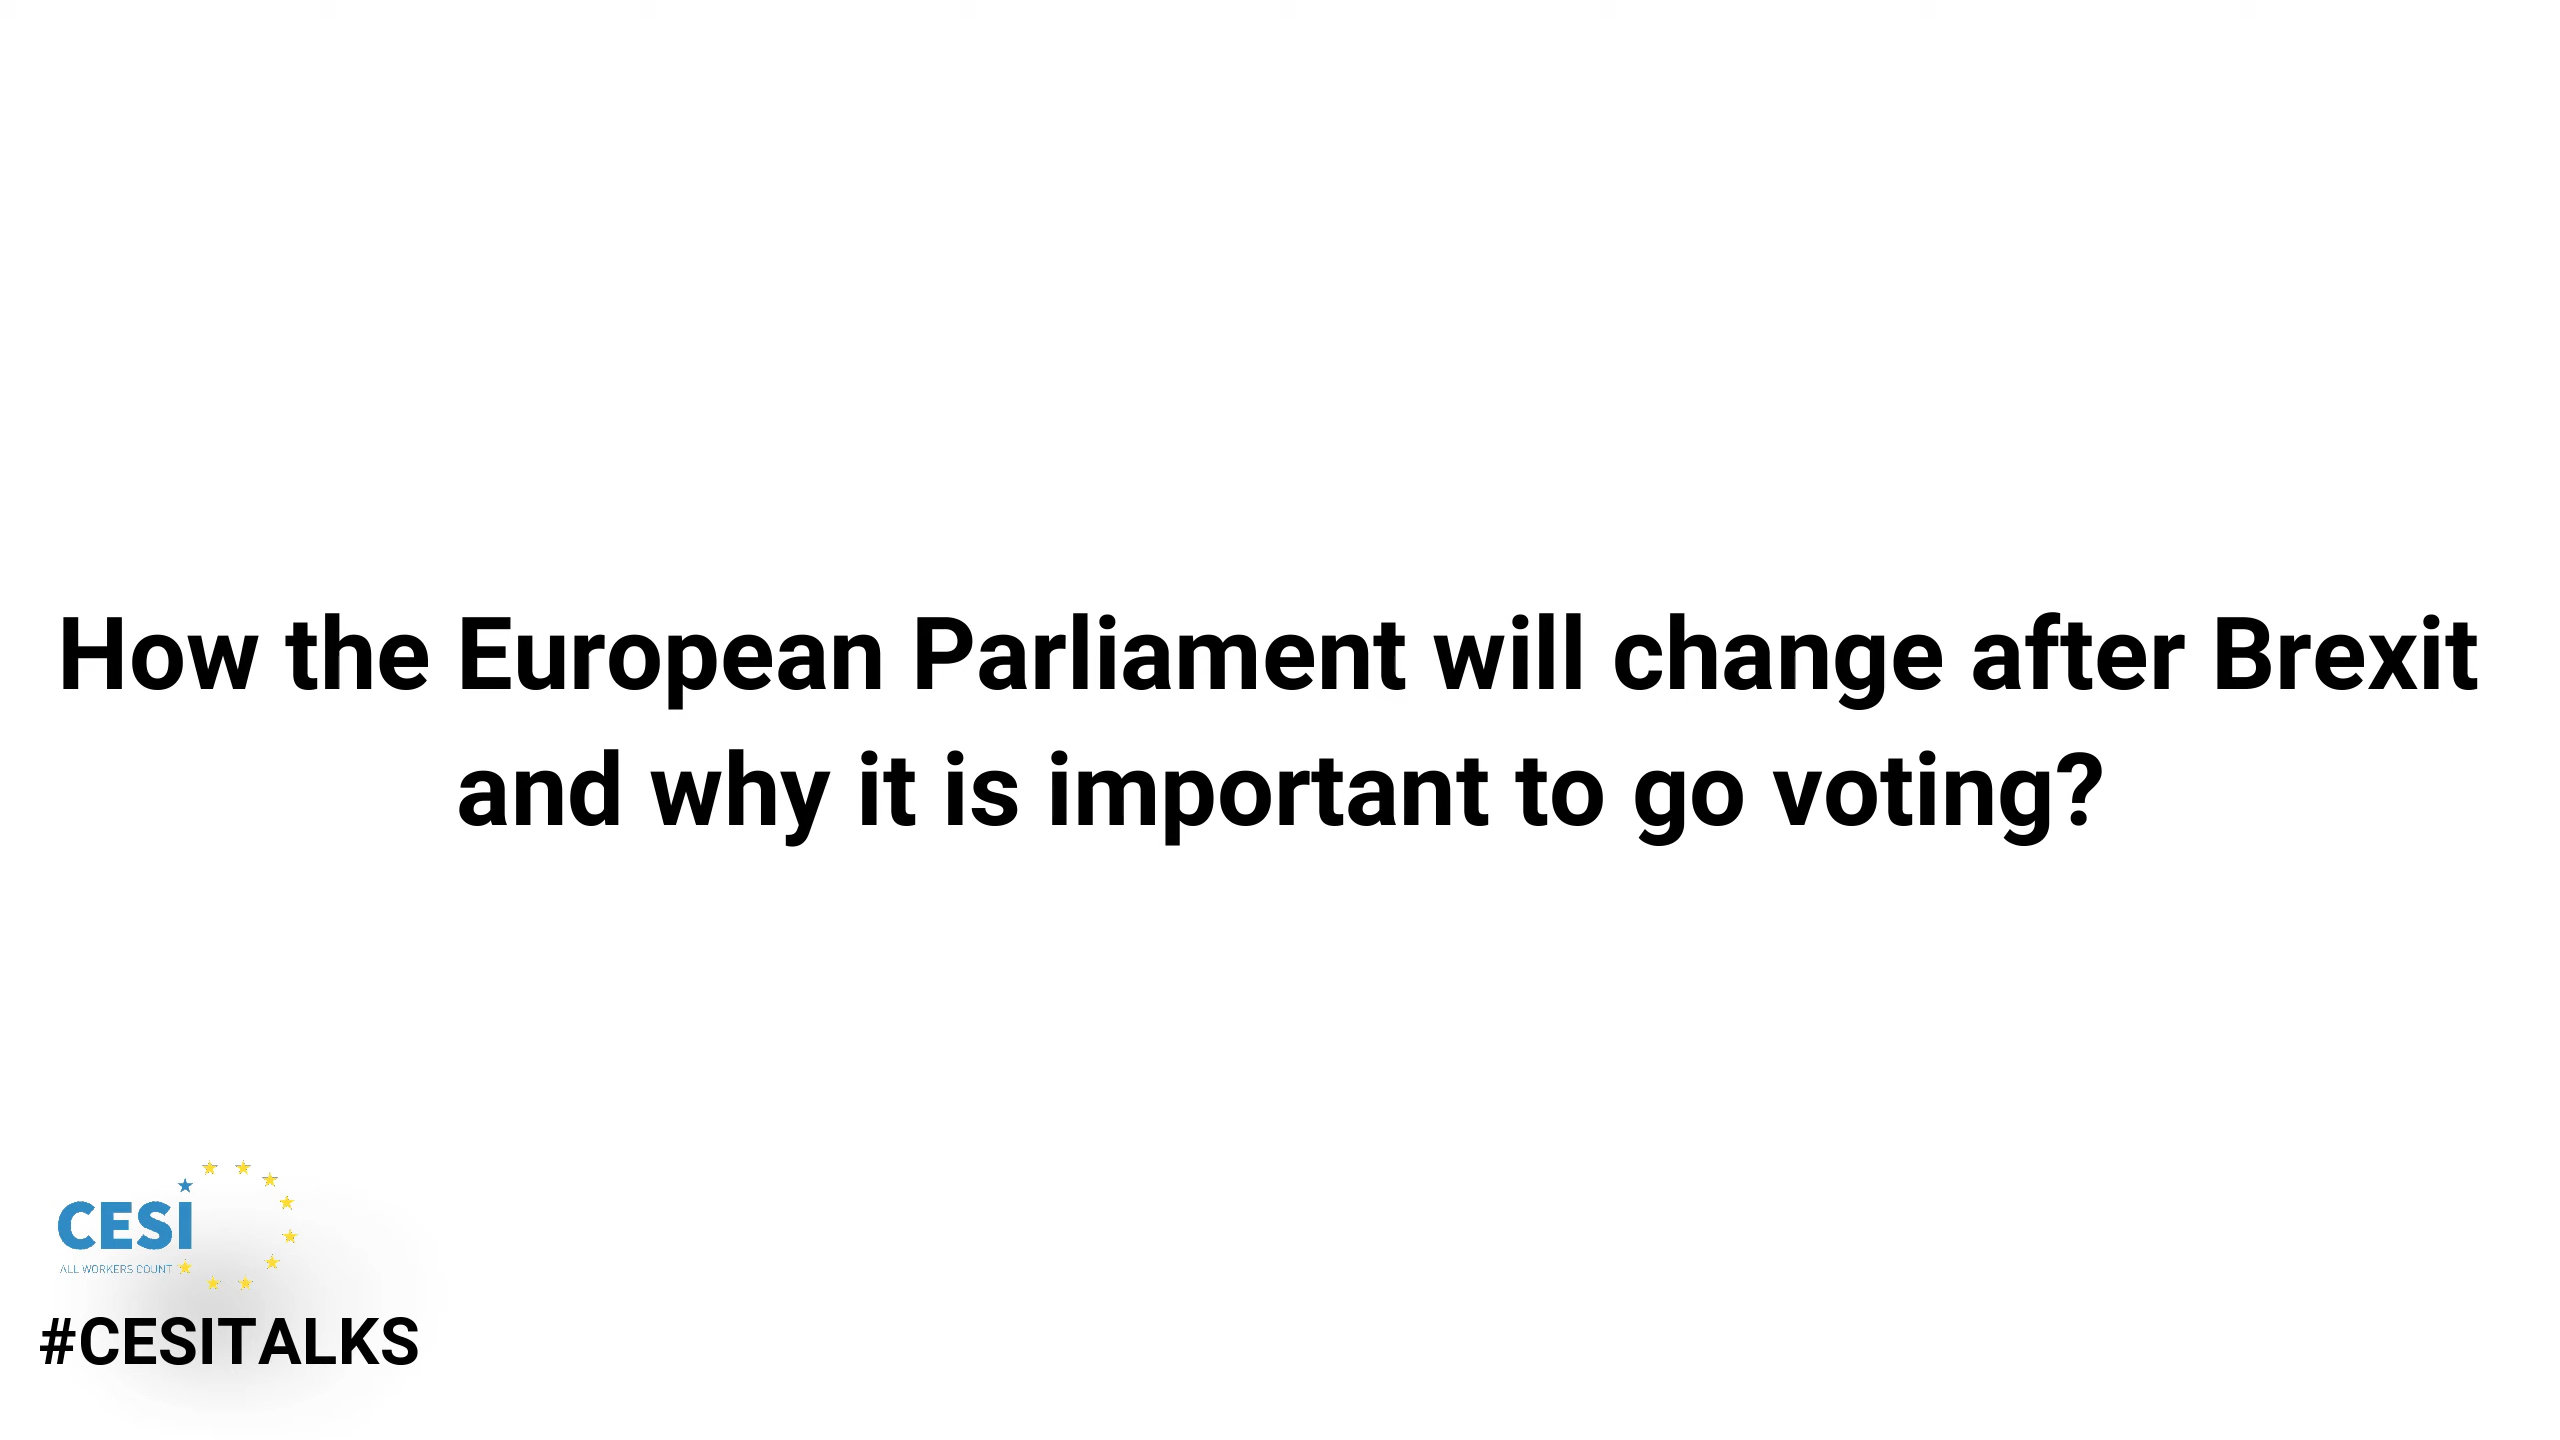 How the European Parliament will change after Brexit
and why it is important to go voting?
CESI
ALL WORKERS COUNT
#CESITALKS